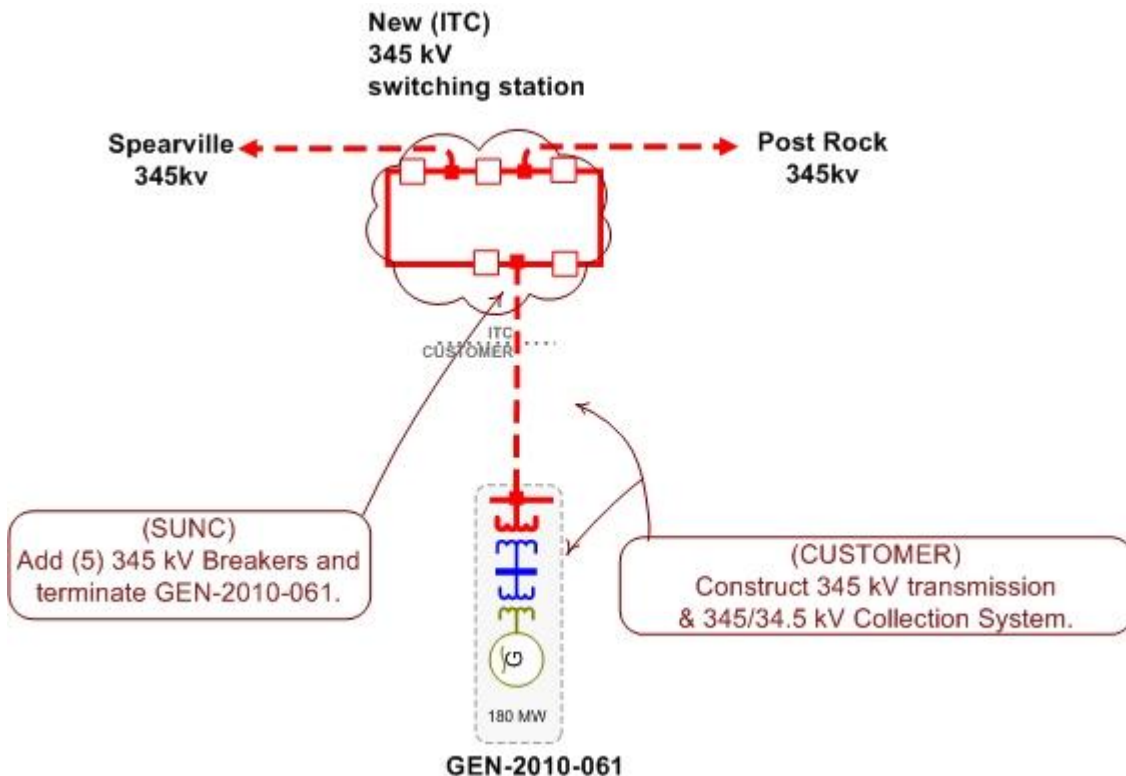 New (ITC)
345 kV
switching station
Spearville
345kv
Post Rock
345kv
ITC
CUSTOMER
(SUNC)
Add (5) 345 kV Breakers and
terminate GEN-2010-061.
(CUSTOMER)
Construct 345 kV transmission
& 345/34.5 kV Collection System.
G
180 MW
GEN-2010-061